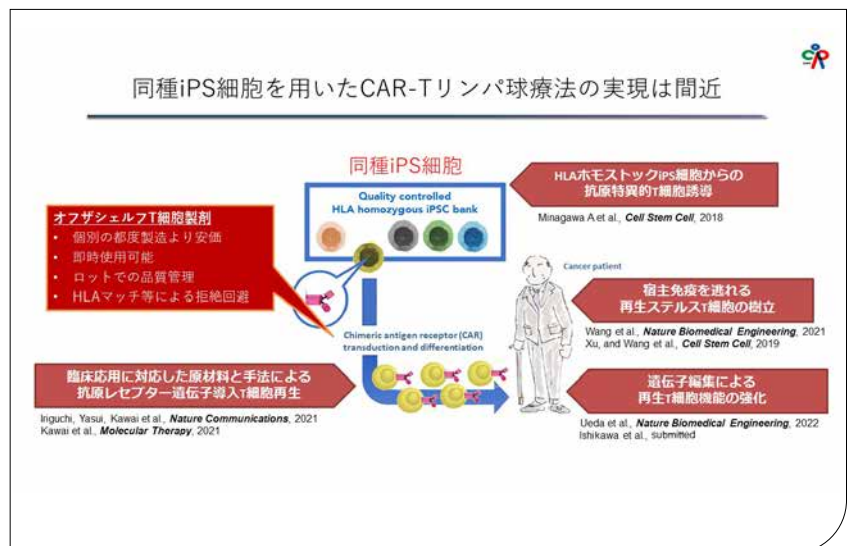 同種iPS細胞を用いたCAR-Tリンパ球療法の実現は間近
同種iPS細胞
Quality controlled
HLA homozygous iPSC bank
HLAホモストックiPS細胞からの
抗原特異的T細胞誘導
Minagawa A et al., Cell Stem Cell, 2018
オフザシェルフT細胞製剤
• 個別の都度製造より安価
• 即時使用可能
• ロットでの品質管理
• HLAマッチ等による拒絶回避
Cancer patient
宿主免疫を逃れる
再生ステルスT細胞の樹立
Wang et al., Nature Biomedical Engineering, 2021
Xu, and Wang et al., Cell Stem Cell, 2019
Chimeric antigen receptor (CAR)
transduction and differentiation
臨床応用に対応した原材料と手法による
抗原レセプター遺伝子導入T細胞再生
Iriguchi, Yasui, Kawai et al., Nature Communications, 2021
Kawai et al., Molecular Therapy, 2021
遺伝子編集による
再生T細胞機能の強化
Ueda et al., Nature Biomedical Engineering, 2022
Ishikawa et al., submitted